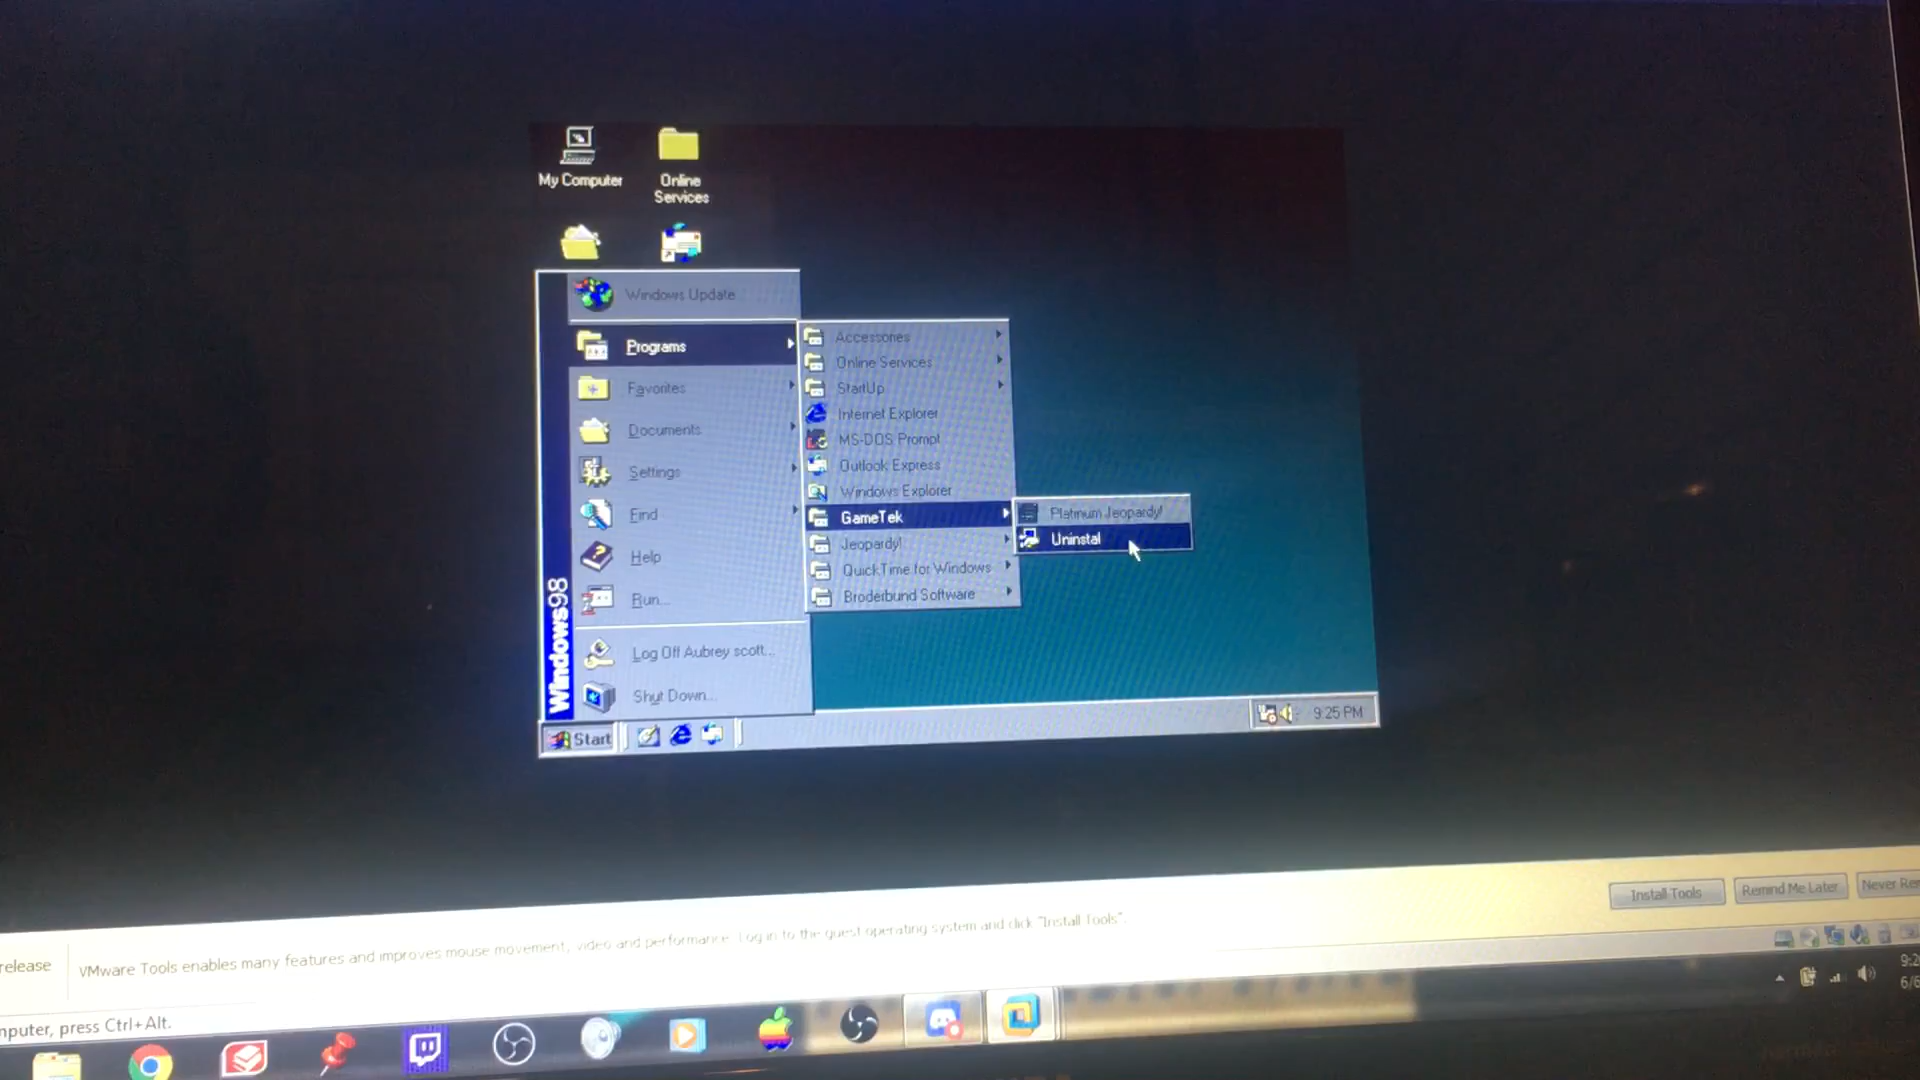 My Computer
Online
Services
Windows Update
Programs
Favorites
Documents
Settings
Find
Help
Run...
Log Off Aubrey scott...
Shut Down...
Windows98
Accessories
Online Services
StartUp
Internet Explorer
MS-DOS Prompt
Outlook Express
Windows Explorer
GameTek
Jeopardy!
QuickTime for Windows
Broderbund Software
Platinum Jeopardy!
Uninstal
Start
9:25 PM
Install Tools
Remind Me Later
Never
release
VMware Tools enables many features and improves mouse movement, video and performance. Log in to the guest operating system and click "Install Tools".
press Ctrl+Alt.